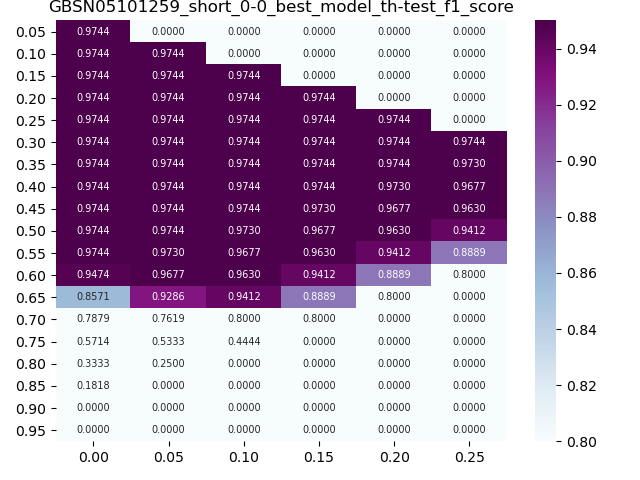 GBSN05101259_short_0-0_best_model_th-test_f1_score
0.05 0.9744 0.0000 0.0000 0.0000 0.0000 0.0000
0.10 0.9744 0.9744 0.0000 0.0000 0.0000 0.0000
0.15 0.9744 0.9744 0.9744 0.0000 0.0000 0.0000
0.20 0.9744 0.9744 0.9744 0.9744 0.0000 0.0000
0.25 0.9744 0.9744 0.9744 0.9744 0.9744 0.0000
0.30 0.9744 0.9744 0.9744 0.9744 0.9744 0.9744
0.35 0.9744 0.9744 0.9744 0.9744 0.9744 0.9730
0.40 0.9744 0.9744 0.9744 0.9744 0.9730 0.9677
0.45 0.9744 0.9744 0.9744 0.9730 0.9677 0.9630
0.50 0.9744 0.9744 0.9730 0.9677 0.9630 0.9412
0.55 0.9744 0.9730 0.9677 0.9630 0.9412 0.8889
0.60 0.9474 0.9677 0.9630 0.9412 0.8889 0.8000
0.65 0.8571 0.9286 0.9412 0.8889 0.8000 0.0000
0.70 0.7879 0.7619 0.8000 0.8000 0.0000 0.0000
0.75 0.5714 0.5333 0.4444 0.0000 0.0000 0.0000
0.80 0.3333 0.2500 0.0000 0.0000 0.0000 0.0000
0.85 0.1818 0.0000 0.0000 0.0000 0.0000 0.0000
0.90 0.0000 0.0000 0.0000 0.0000 0.0000 0.0000
0.95 0.0000 0.0000 0.0000 0.0000 0.0000 0.0000
0.00 0.05 0.10 0.15 0.20 0.25
0.94
0.92
0.90
0.88
0.86
0.84
0.82
0.80